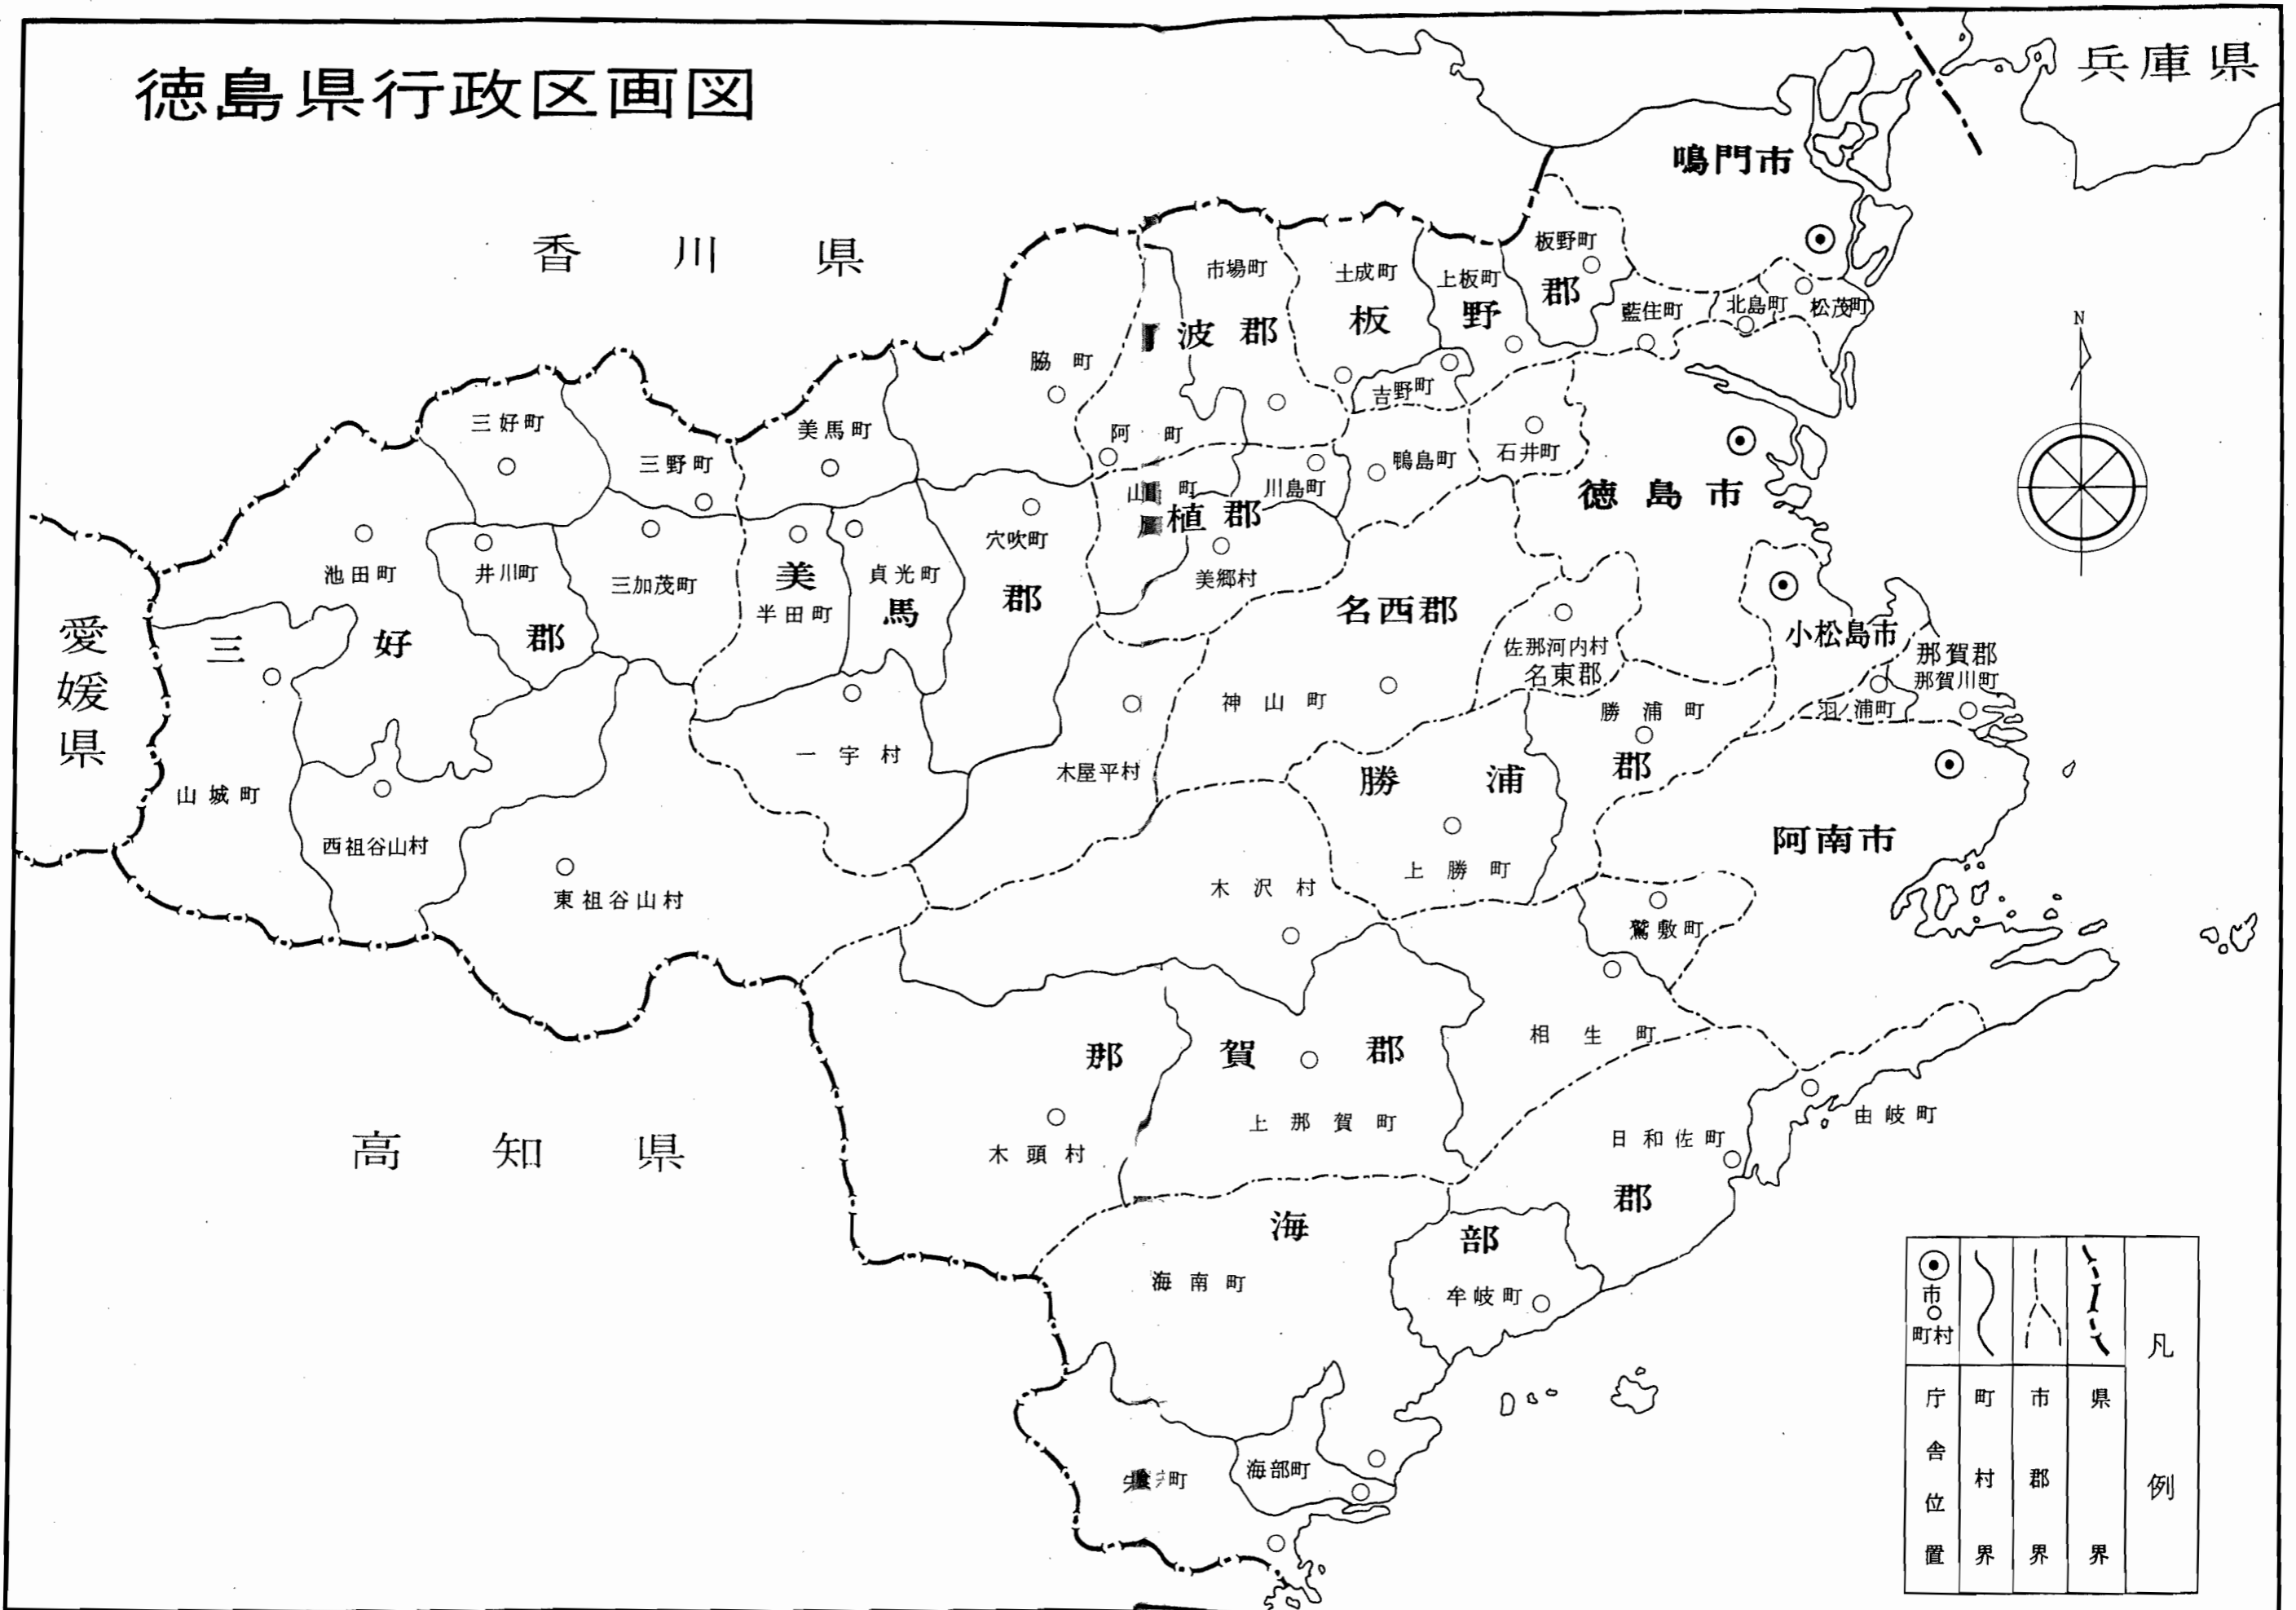 徳島県行政区画図
兵庫県
香川県
愛媛県
高知県
鳴門市
徳島市
小松島市
阿南市
板野郡
板野町
上板町
土成町
吉野町
藍住町
北島町
松茂町
波郡
市場町
阿 町
植郡
山 町
川島町
鴨島町
美郷村
名西郡
石井町
神山町
名東郡
佐那河内村
勝浦郡
勝浦町
上勝町
美馬郡
脇町
美馬町
半田町
貞光町
穴吹町
一宇村
木屋平村
三好郡
三好町
三野町
池田町
井川町
三加茂町
山城町
西祖谷山村
東祖谷山村
那賀郡
那賀川町
羽ノ浦町
那賀郡
鷲敷町
相生町
木沢村
上那賀町
木頭村
海部郡
由岐町
日和佐町
牟岐町
海南町
海部町
町
N
凡例
県界
市郡界
町村界
市
町村
庁舎位置